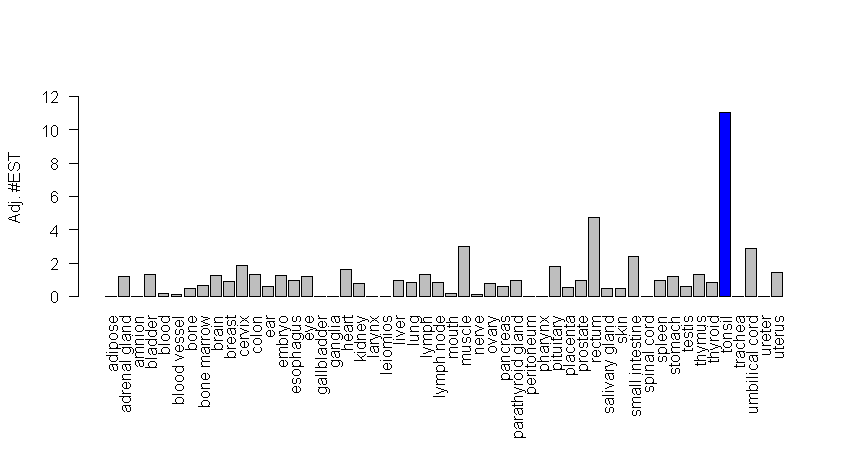 Adj. #EST
12
10
8
6
4
2
0
adipose
adrenal gland
amnion
bladder
blood
blood vessel
bone
bone marrow
brain
breast
cervix
colon
ear
embryo
esophagus
eye
gallbladder
ganglia
heart
kidney
larynx
leiomios
liver
lung
lymph
lymph node
mouth
muscle
nerve
ovary
pancreas
parathyroid gland
peritoneum
pharynx
pituitary
placenta
prostate
rectum
salivary gland
skin
small intestine
spinal cord
spleen
stomach
testis
thymus
thyroid
tonsil
trachea
umbilical cord
ureter
uterus